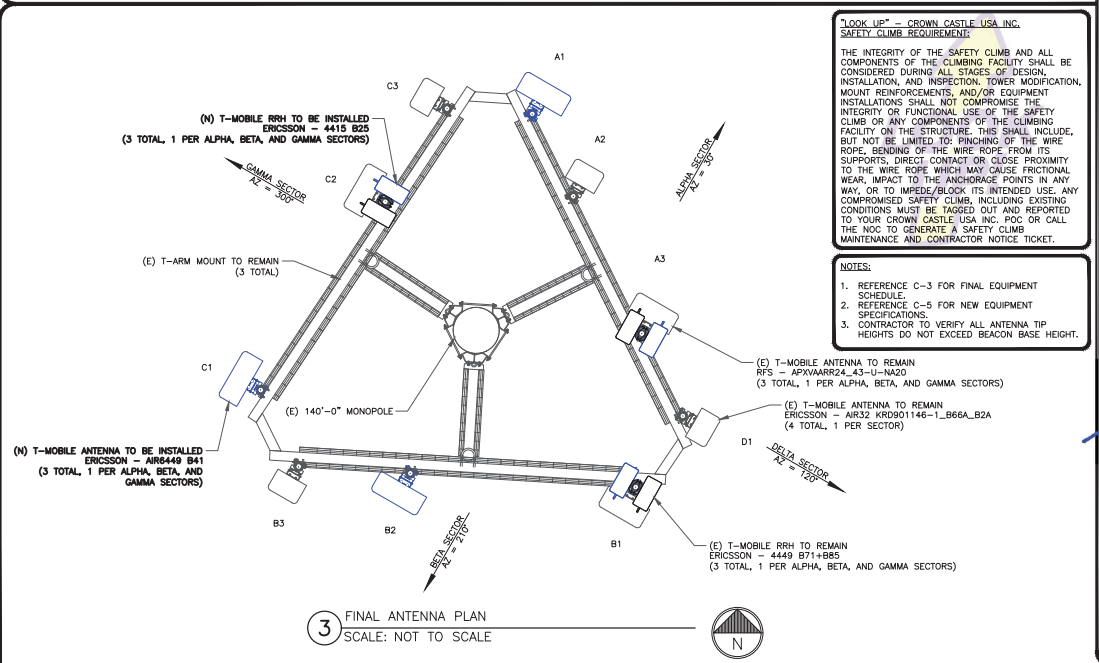 "LOOK UP" – CROWN CASTLE USA INC.
SAFETY CLIMB REQUIREMENT:
THE INTEGRITY OF THE SAFETY CLIMB AND ALL
COMPONENTS OF THE CLIMBING FACILITY SHALL BE
CONSIDERED DURING ALL STAGES OF DESIGN,
INSTALLATION, AND INSPECTION. TOWER MODIFICATION,
MOUNT REINFORCEMENTS, AND/OR EQUIPMENT
INSTALLATIONS SHALL NOT COMPROMISE THE
INTEGRITY OR FUNCTIONAL USE OF THE SAFETY
CLIMB OR ANY COMPONENTS OF THE CLIMBING
FACILITY ON THE STRUCTURE. THIS SHALL INCLUDE,
BUT NOT BE LIMITED TO: PINCHING OF THE WIRE
ROPE, BENDING OF THE WIRE ROPE FROM ITS
SUPPORTS, DIRECT CONTACT OR CLOSE PROXIMITY
TO THE WIRE ROPE WHICH MAY CAUSE FRICTIONAL
WEAR, IMPACT TO THE ANCHORAGE POINTS IN ANY
WAY, OR TO IMPEDE/BLOCK ITS INTENDED USE. ANY
COMPROMISED SAFETY CLIMB, INCLUDING EXISTING
CONDITIONS MUST BE TAGGED OUT AND REPORTED
TO YOUR CROWN CASTLE USA INC. POC OR CALL
THE NOC TO GENERATE A SAFETY CLIMB
MAINTENANCE AND CONTRACTOR NOTICE TICKET.
NOTES:
1. REFERENCE C-3 FOR FINAL EQUIPMENT
SCHEDULE.
2. REFERENCE C-5 FOR NEW EQUIPMENT
SPECIFICATIONS.
3. CONTRACTOR TO VERIFY ALL ANTENNA TIP
HEIGHTS DO NOT EXCEED BEACON BASE HEIGHT.
A1
C3
(N) T-MOBILE RRH TO BE INSTALLED
ERICSSON – 4415 B25
(3 TOTAL, 1 PER ALPHA, BETA, AND GAMMA SECTORS)
A2
ALPHA SECTOR
AZ = 30°
GAMMA SECTOR
AZ = 300°
C2
(E) T-ARM MOUNT TO REMAIN
(3 TOTAL)
A3
C1
(E) T-MOBILE ANTENNA TO REMAIN
RFS – APXVAARR24_43-U-NA20
(3 TOTAL, 1 PER ALPHA, BETA, AND GAMMA SECTORS)
(E) 140'-0" MONOPOLE
(E) T-MOBILE ANTENNA TO REMAIN
ERICSSON – AIR32 KRD901146-1_B66A_B2A
(4 TOTAL, 1 PER SECTOR)
D1
DELTA SECTOR
AZ = 120°
(N) T-MOBILE ANTENNA TO BE INSTALLED
ERICSSON – AIR6449 B41
(3 TOTAL, 1 PER ALPHA, BETA, AND
GAMMA SECTORS)
B3
B2
BETA SECTOR
AZ = 210°
B1
(E) T-MOBILE RRH TO REMAIN
ERICSSON – 4449 B71+B85
(3 TOTAL, 1 PER ALPHA, BETA, AND GAMMA SECTORS)
3
FINAL ANTENNA PLAN
SCALE: NOT TO SCALE
N